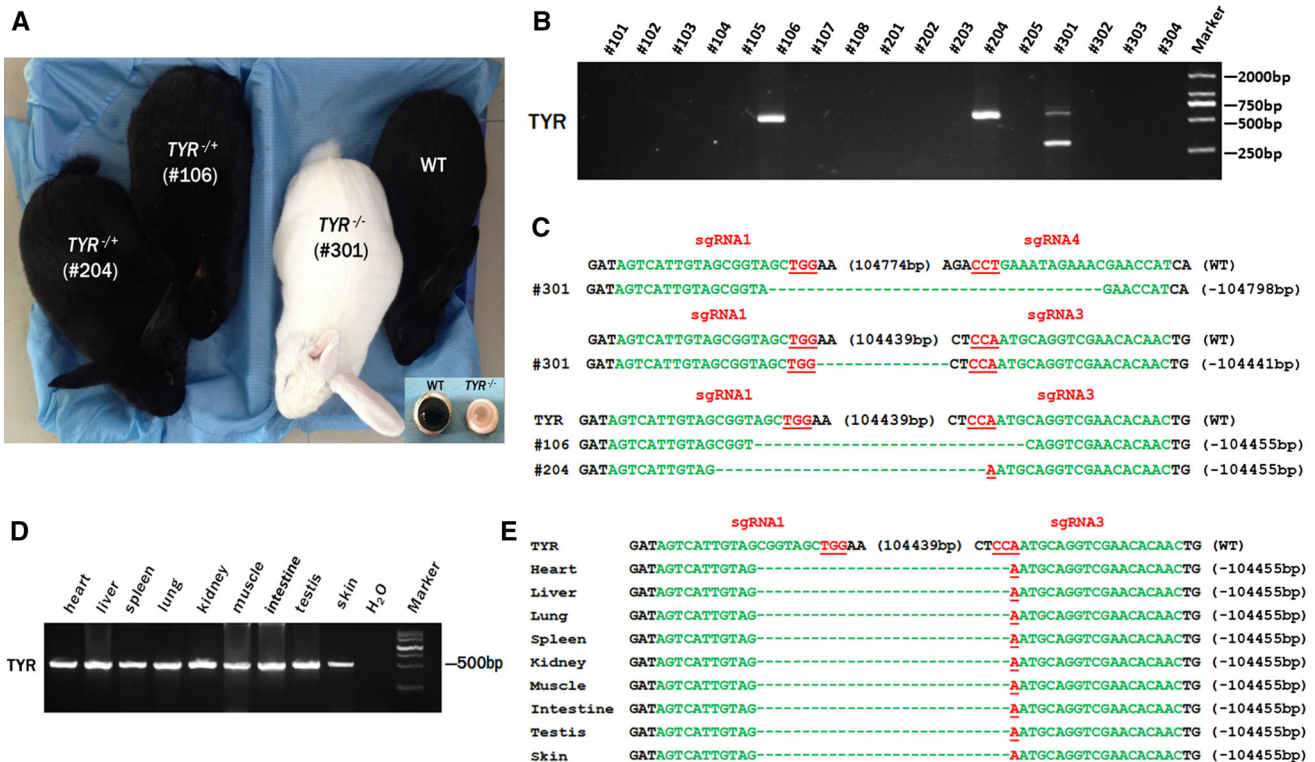 A
TYR -/+
(#106)
TYR -/+
(#204)
TYR -/-
(#301)
WT
WT TYR -/-
B
#101 #102 #103 #104 #105 #106 #107 #108 #201 #202 #203 #204 #205 #301 #302 #303 #304 Marker
TYR
—2000bp
—750bp
—500bp
—250bp
C
sgRNA1 sgRNA4
GATAGTCATTGTAGCGGTAGCTGGAA (104774bp) AGACCTGAAATAGAAACGAACCATCA (WT)
#301 GATAGTCATTGTAGCGGTA------------------------------GAACCATCA (-104798bp)
sgRNA1 sgRNA3
GATAGTCATTGTAGCGGTAGCTGGAA (104439bp) CTCCAATGCAGGTCGAACACAACTG (WT)
#301 GATAGTCATTGTAGCGGTAGCTGG------------CTCCAATGCAGGTCGAACACAACTG (-104441bp)
sgRNA1 sgRNA3
TYR GATAGTCATTGTAGCGGTAGCTGGAA (104439bp) CTCCAATGCAGGTCGAACACAACTG (WT)
#106 GATAGTCATTGTAGCGGT------------------------CAGGTCGAACACAACTG (-104455bp)
#204 GATAGTCATTGTAG------------------------AATGCAGGTCGAACACAACTG (-104455bp)
D
heart liver spleen lung kidney muscle intestine testis skin H2O Marker
TYR —500bp
E
sgRNA1 sgRNA3
TYR GATAGTCATTGTAGCGGTAGCTGGAA (104439bp) CTCCAATGCAGGTCGAACACAACTG (WT)
Heart GATAGTCATTGTAG------------------------AATGCAGGTCGAACACAACTG (-104455bp)
Liver GATAGTCATTGTAG------------------------AATGCAGGTCGAACACAACTG (-104455bp)
Lung GATAGTCATTGTAG------------------------AATGCAGGTCGAACACAACTG (-104455bp)
Spleen GATAGTCATTGTAG------------------------AATGCAGGTCGAACACAACTG (-104455bp)
Kidney GATAGTCATTGTAG------------------------AATGCAGGTCGAACACAACTG (-104455bp)
Muscle GATAGTCATTGTAG------------------------AATGCAGGTCGAACACAACTG (-104455bp)
Intestine GATAGTCATTGTAG------------------------AATGCAGGTCGAACACAACTG (-104455bp)
Testis GATAGTCATTGTAG------------------------AATGCAGGTCGAACACAACTG (-104455bp)
Skin GATAGTCATTGTAG------------------------AATGCAGGTCGAACACAACTG (-104455bp)